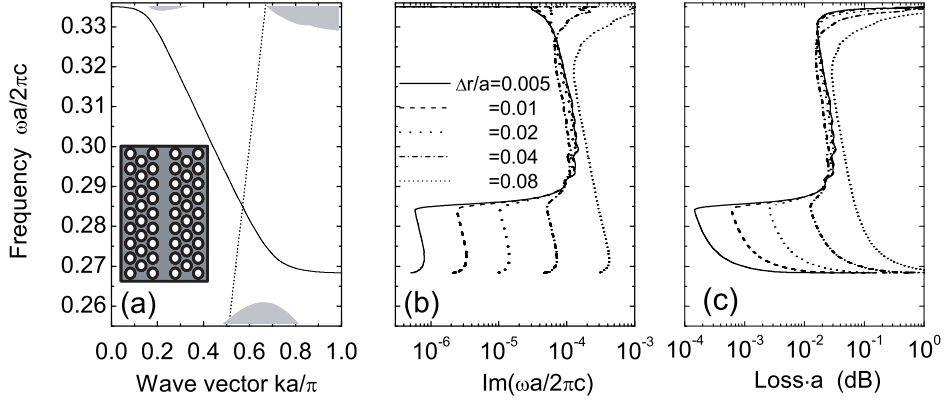 Frequency ωa/2πc
0.33
0.32
0.31
0.30
0.29
0.28
0.27
0.26
(a)
0.0 0.2 0.4 0.6 0.8 1.0
Wave vector ka/π
Δr/a=0.005
=0.01
=0.02
=0.04
=0.08
(b)
10-6 10-5 10-4 10-3
Im(ωa/2πc)
(c)
10-4 10-3 10-2 10-1 100
Loss·a (dB)